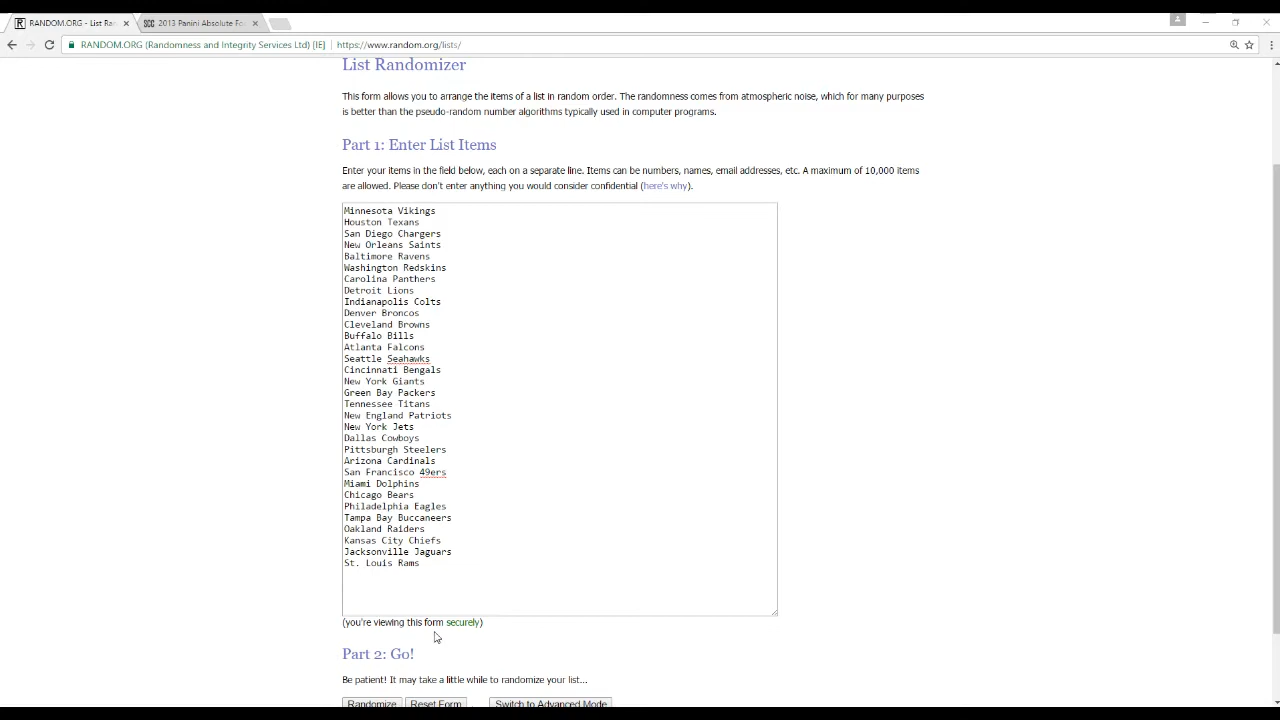 RANDOM.ORG - List Ra
2013 Panini Absolute Fo
RANDOM.ORG (Randomness and Integrity Services Ltd) [IE]
https://www.random.org/lists/
List Randomizer
This form allows you to arrange the items of a list in random order. The randomness comes from atmospheric noise, which for many purposes
is better than the pseudo-random number algorithms typically used in computer programs.
Part 1: Enter List Items
Enter your items in the field below, each on a separate line. Items can be numbers, names, email addresses, etc. A maximum of 10,000 items
are allowed. Please don't enter anything you would consider confidential (here's why).
Minnesota Vikings
Houston Texans
San Diego Chargers
New Orleans Saints
Baltimore Ravens
Washington Redskins
Carolina Panthers
Detroit Lions
Indianapolis Colts
Denver Broncos
Cleveland Browns
Buffalo Bills
Atlanta Falcons
Seattle Seahawks
Cincinnati Bengals
New York Giants
Green Bay Packers
Tennessee Titans
New England Patriots
New York Jets
Dallas Cowboys
Pittsburgh Steelers
Arizona Cardinals
San Francisco 49ers
Miami Dolphins
Chicago Bears
Philadelphia Eagles
Tampa Bay Buccaneers
Oakland Raiders
Kansas City Chiefs
Jacksonville Jaguars
St. Louis Rams
(you're viewing this form securely)
Part 2: Go!
Be patient! It may take a little while to randomize your list...
Randomize Reset Form Switch to Advanced Mode